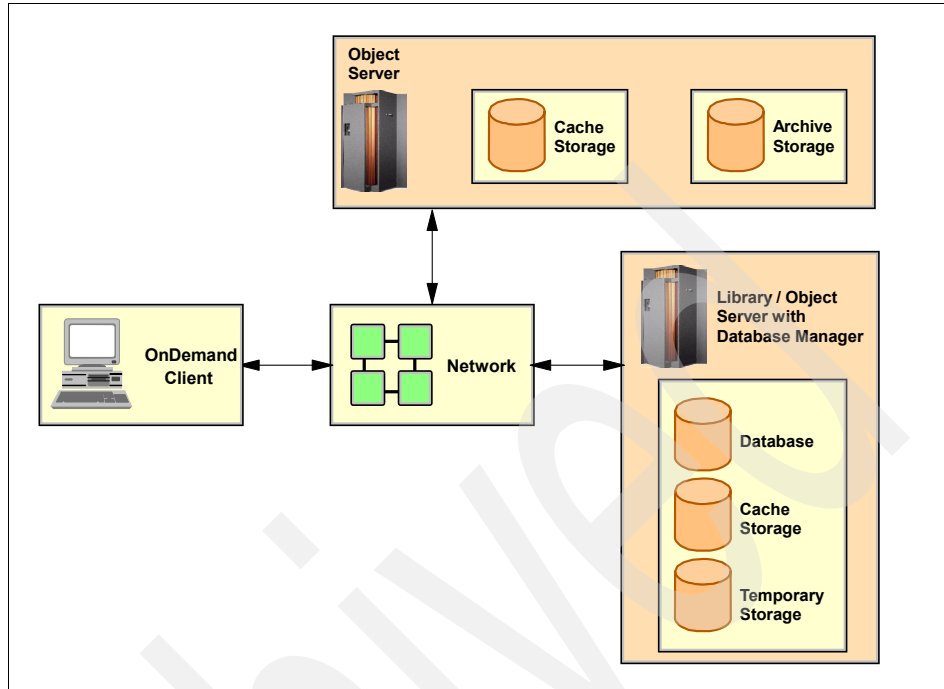 Object
Server
Cache
Storage
Archive
Storage
OnDemand
Client
Network
Library / Object
Server with
Database Manager
Database
Cache
Storage
Temporary
Storage